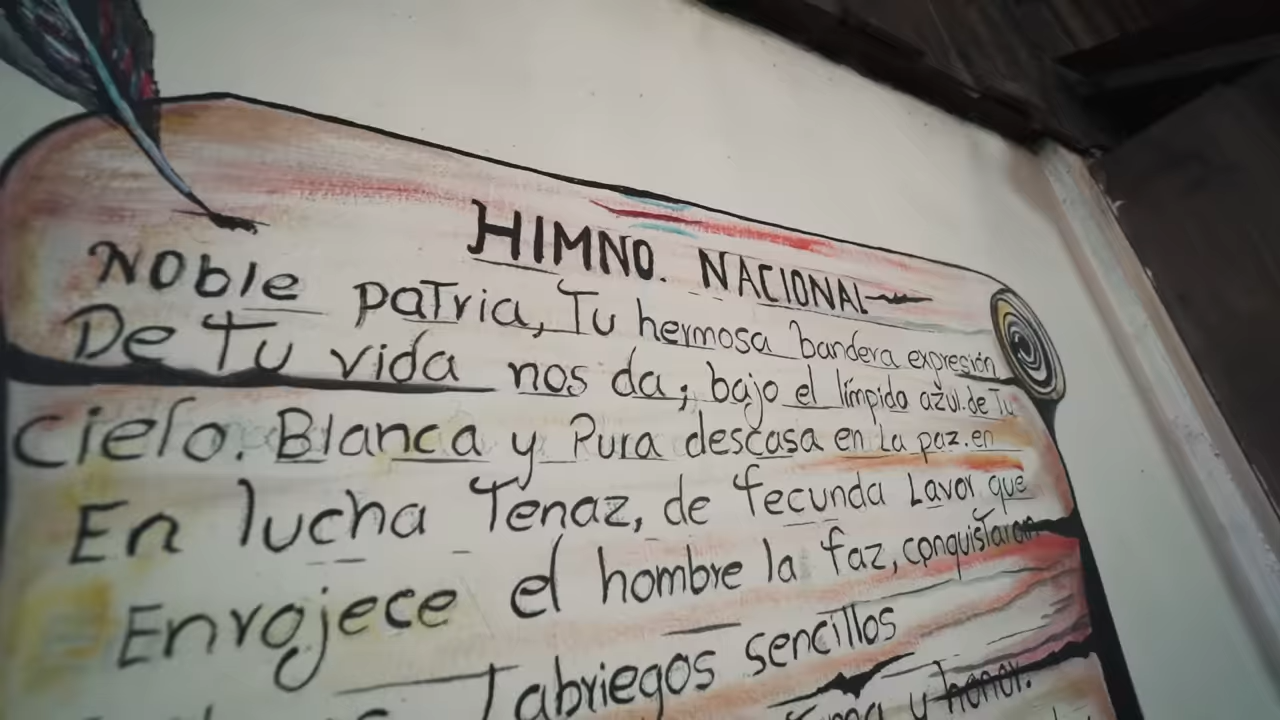 HIMNO. NACIONAL
Noble patria, Tu hermosa bandera expresión
De tu vida nos da; bajo el límpido azul.de Tu
Cielo. Blanca y Pura descasa en La paz.en
En lucha Tenaz, de fecunda Lavor que
Enrojece el hombre la faz, conquistaron
labriegos sencillos
y honor.